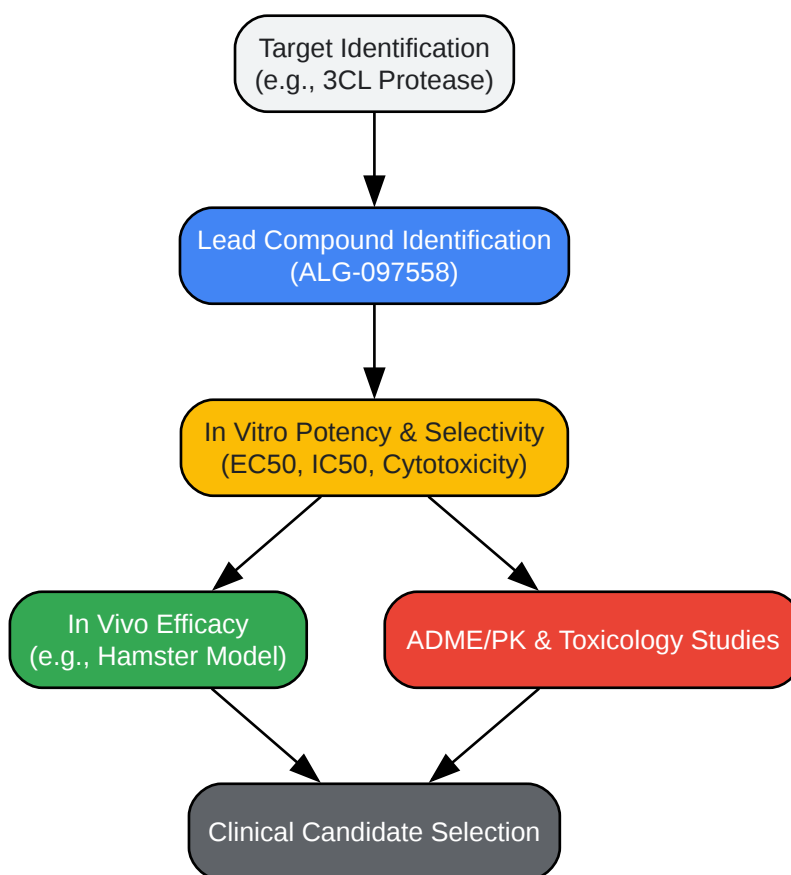 Target Identification
(e.g., 3CL Protease)
Lead Compound Identification
(ALG-097558)
In Vitro Potency & Selectivity
(EC50, IC50, Cytotoxicity)
In Vivo Efficacy
(e.g., Hamster Model)
ADME/PK & Toxicology Studies
Clinical Candidate Selection